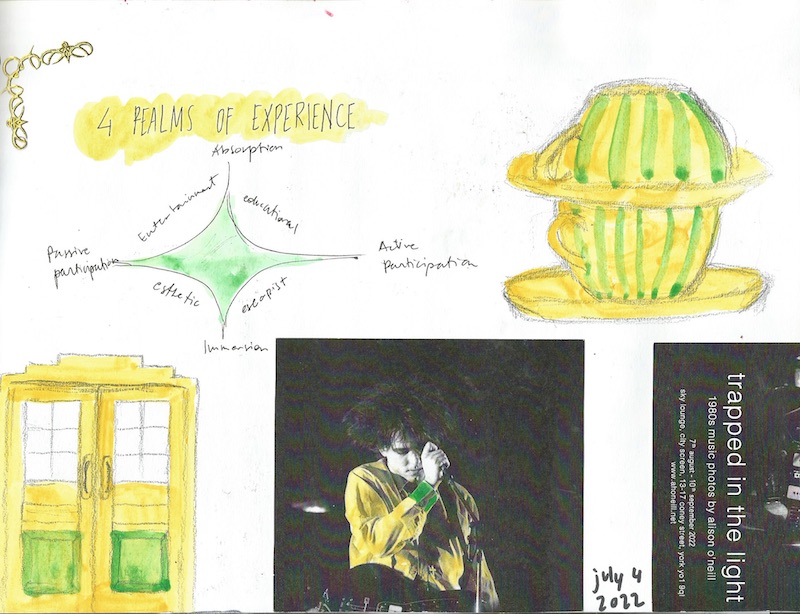 4 REALMS OF EXPERIENCE
Absorption
Entertainment
educational
Passive
participation
Active
participation
esthetic
escapist
Immersion
trapped in the light
1980s music photos by alison o'neill
7th august - 10th september 2022
sky lounge, city screen, 13-17 coney street, york yo1 9ql
www.ahoneill.net
july 4
2022